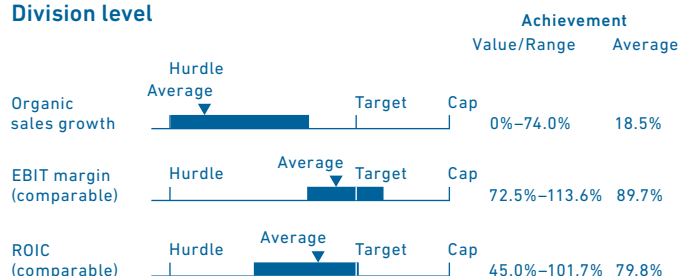 Division level
Achievement
Value/Range Average
Hurdle
Average
Organic Target Cap
sales growth 0%–74.0% 18.5%
Average
EBIT margin Hurdle Target Cap
(comparable) 72.5%–113.6% 89.7%
Average
ROIC Hurdle Target Cap
(comparable) 45.0%–101.7% 79.8%